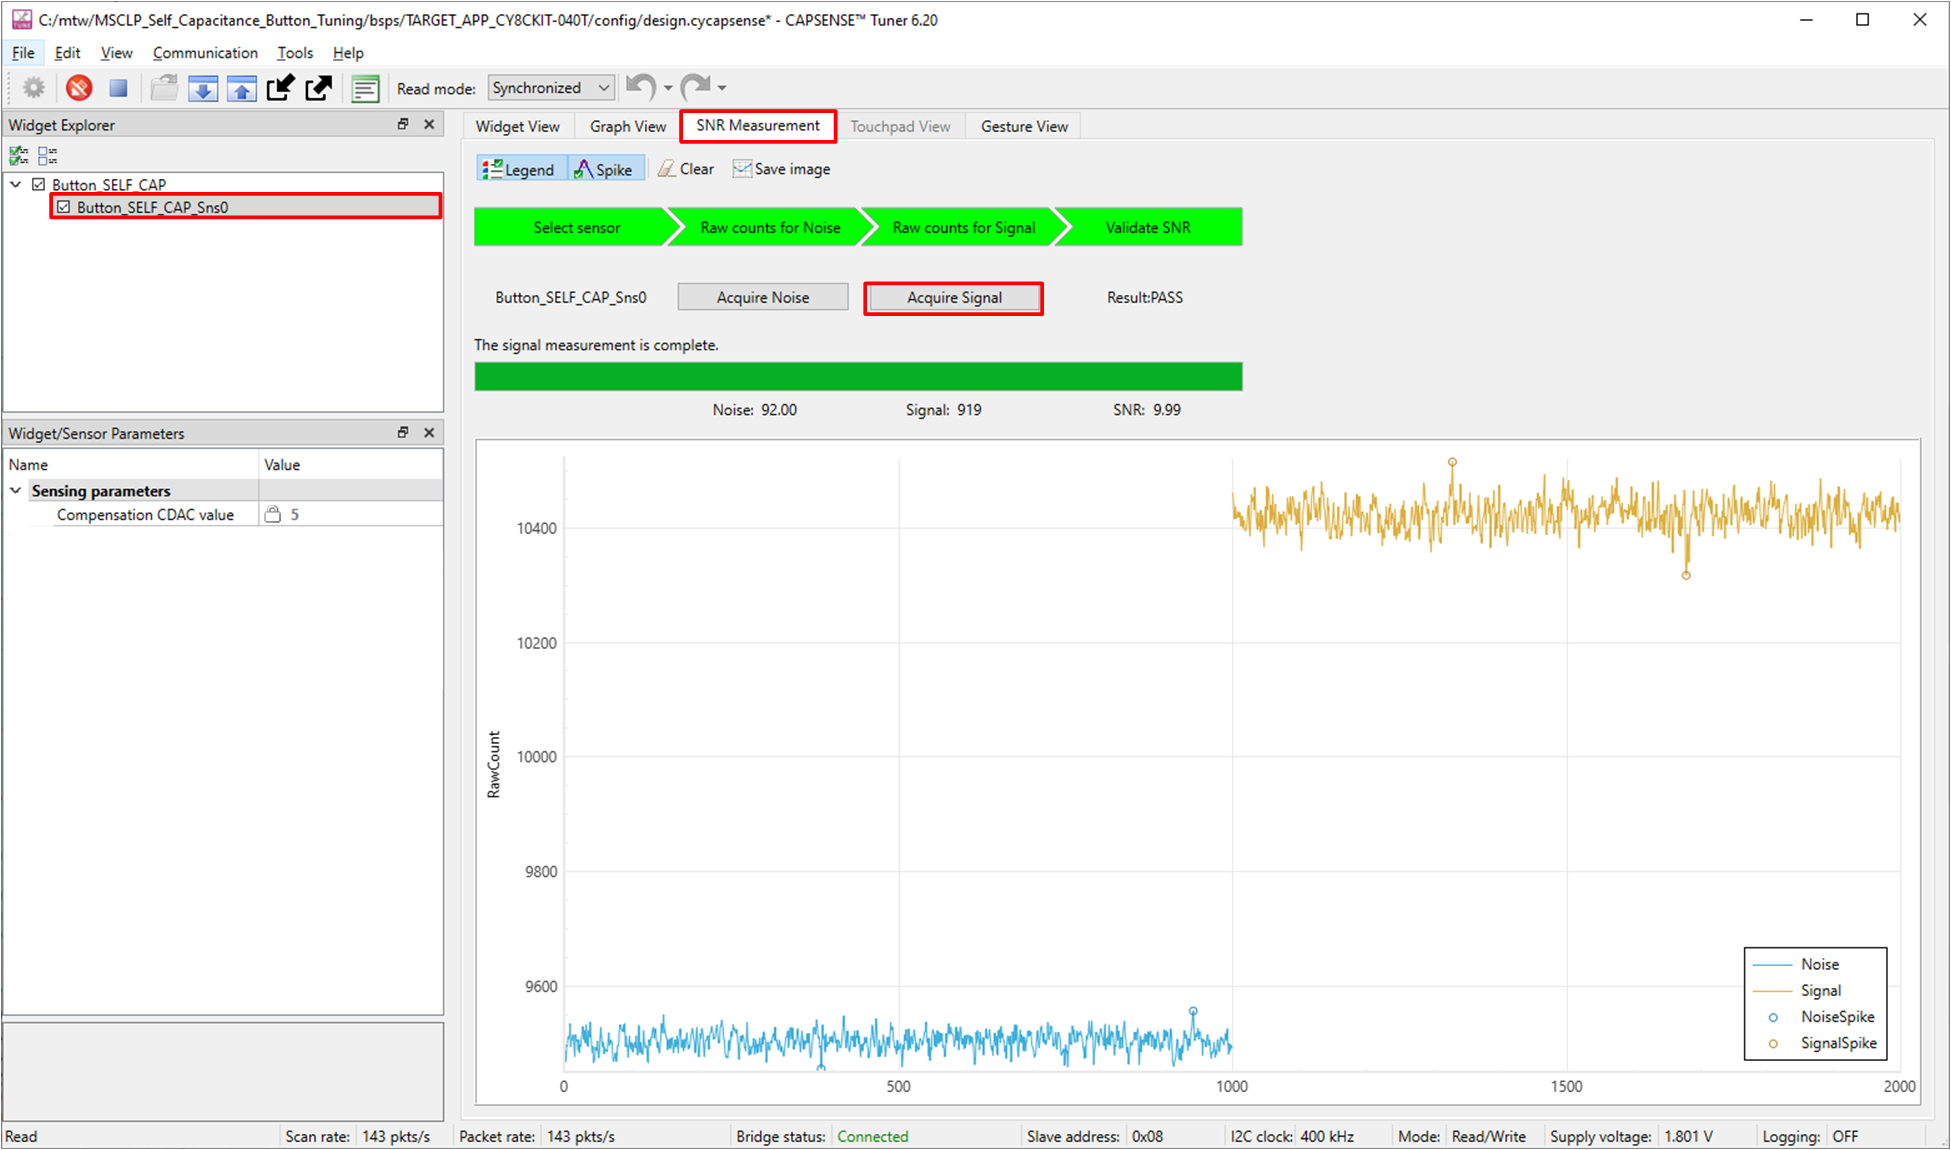 C:/mtw/MSCLP_Self_Capacitance_Button_Tuning/bsps/TARGET_APP_CY8CKIT-040T/config/design.cycapsense* - CAPSENSE™ Tuner 6.20
File Edit View Communication Tools Help
Read mode: Synchronized
Widget Explorer
Button_SELF_CAP
Button_SELF_CAP_Sns0
Widget/Sensor Parameters
Name Value
Sensing parameters
Compensation CDAC value 5
Widget View Graph View SNR Measurement Touchpad View Gesture View
Legend Spike Clear Save image
Select sensor Raw counts for Noise Raw counts for Signal Validate SNR
Button_SELF_CAP_Sns0 Acquire Noise Acquire Signal Result:PASS
The signal measurement is complete.
Noise: 92.00 Signal: 919 SNR: 9.99
10400
10200
10000
9800
9600
RawCount
0 500 1000 1500 2000
Noise
Signal
NoiseSpike
SignalSpike
Read Scan rate: 143 pkts/s Packet rate: 143 pkts/s Bridge status: Connected Slave address: 0x08 I2C clock: 400 kHz Mode: Read/Write Supply voltage: 1.801 V Logging: OFF